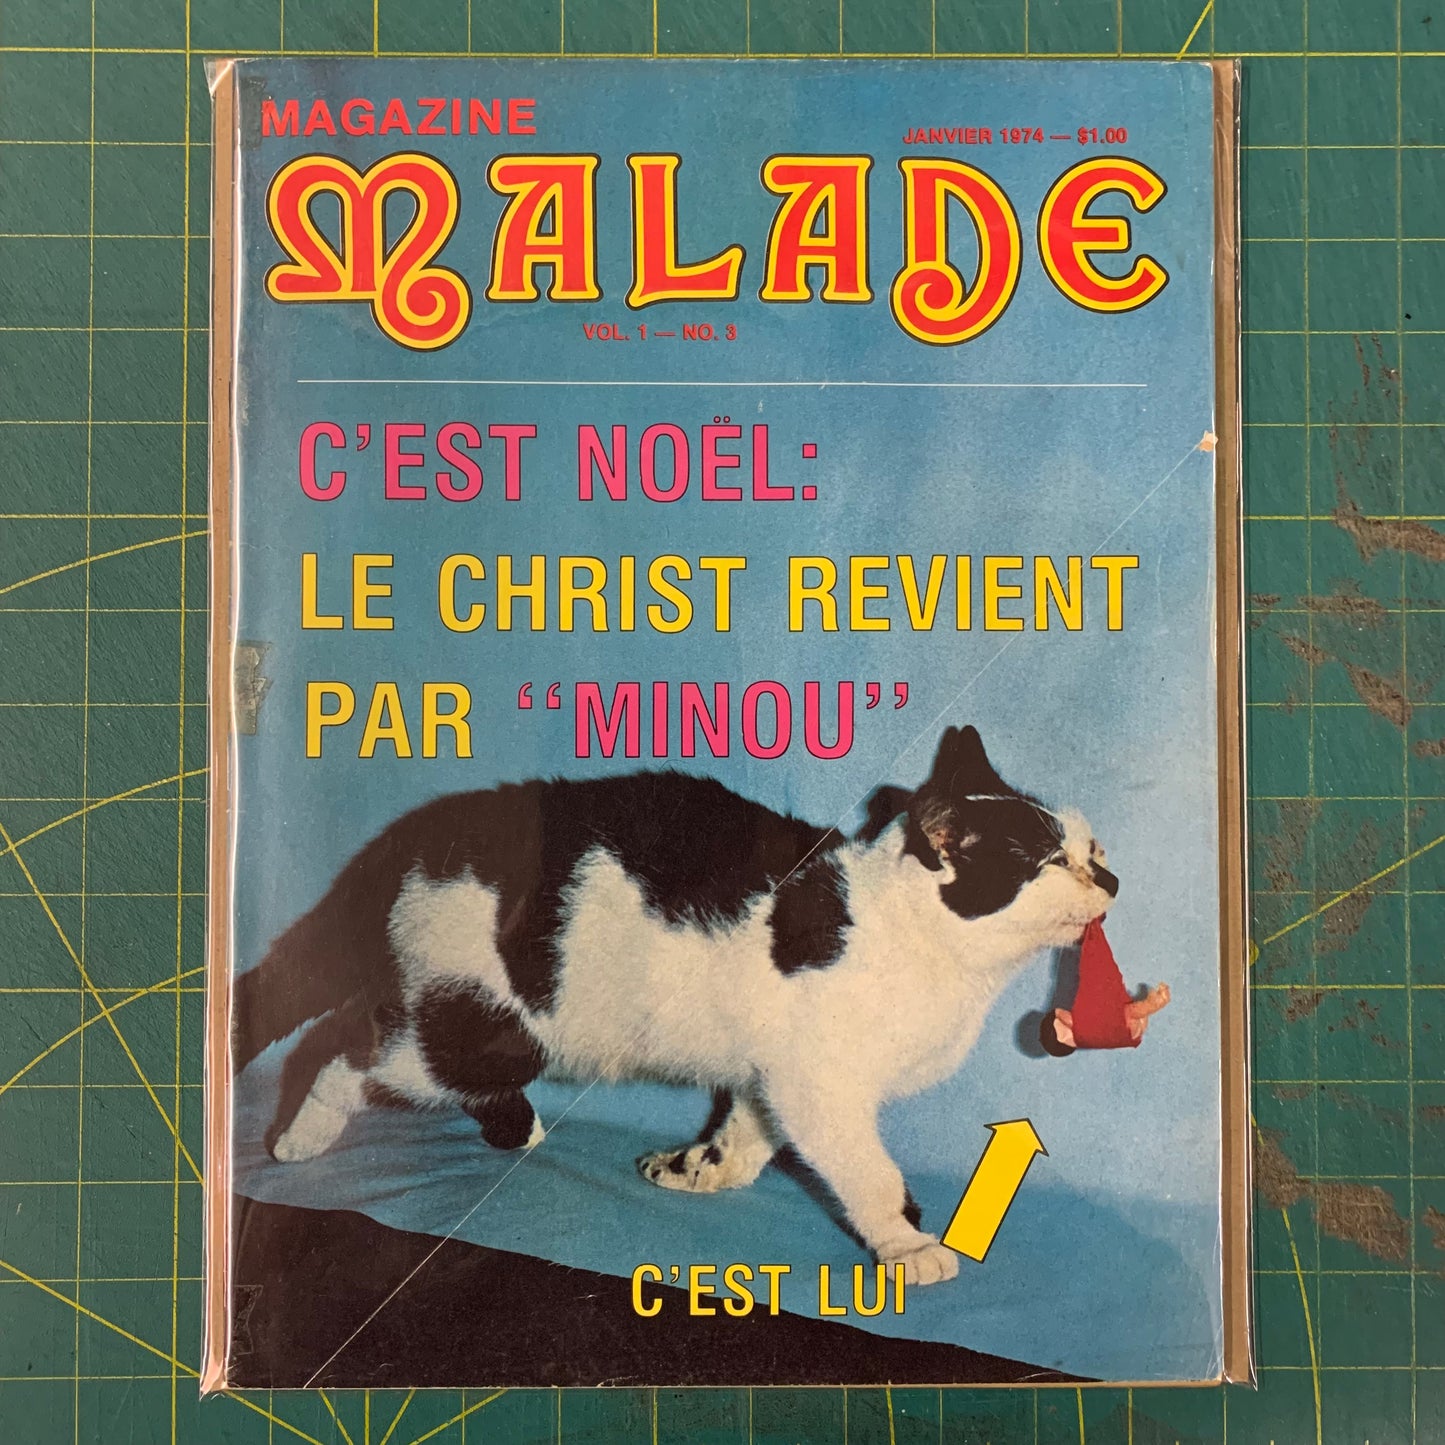 MAGAZINE
JANVIER 1974 — $1.00
MALADE
VOL. 1 — NO. 3
C'EST NOËL:
LE CHRIST REVIENT
PAR "MINOU"
C'EST LUI